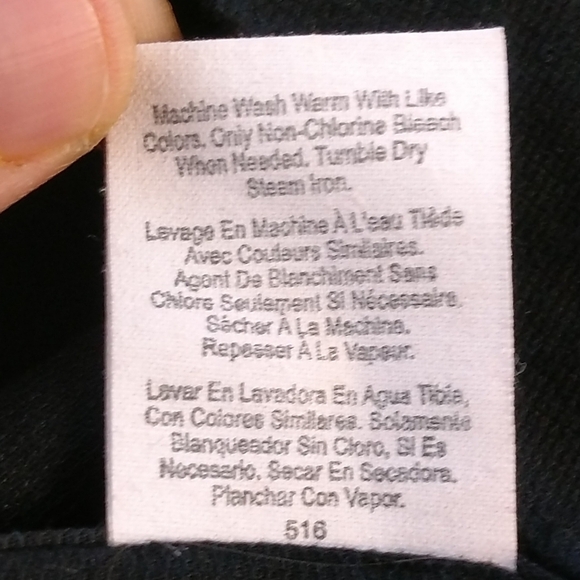 Machine Wash Warm With Like
Colors. Only Non-Chlorine Bleach
When Needed. Tumble Dry
Steam Iron.
Lavage En Machine À L'eau Tiède
Avec Couleurs Similaires.
Agent De Blanchiment Sans
Chlore Seulement Si Nécessaire.
Sécher À La Machine.
Repasser À La Vapeur.
Lavar En Lavadora En Agua Tibia,
Con Colores Similares. Solamente
Blanqueador Sin Cloro, Si Es
Necesario. Secar En Secadora.
Planchar Con Vapor.
516